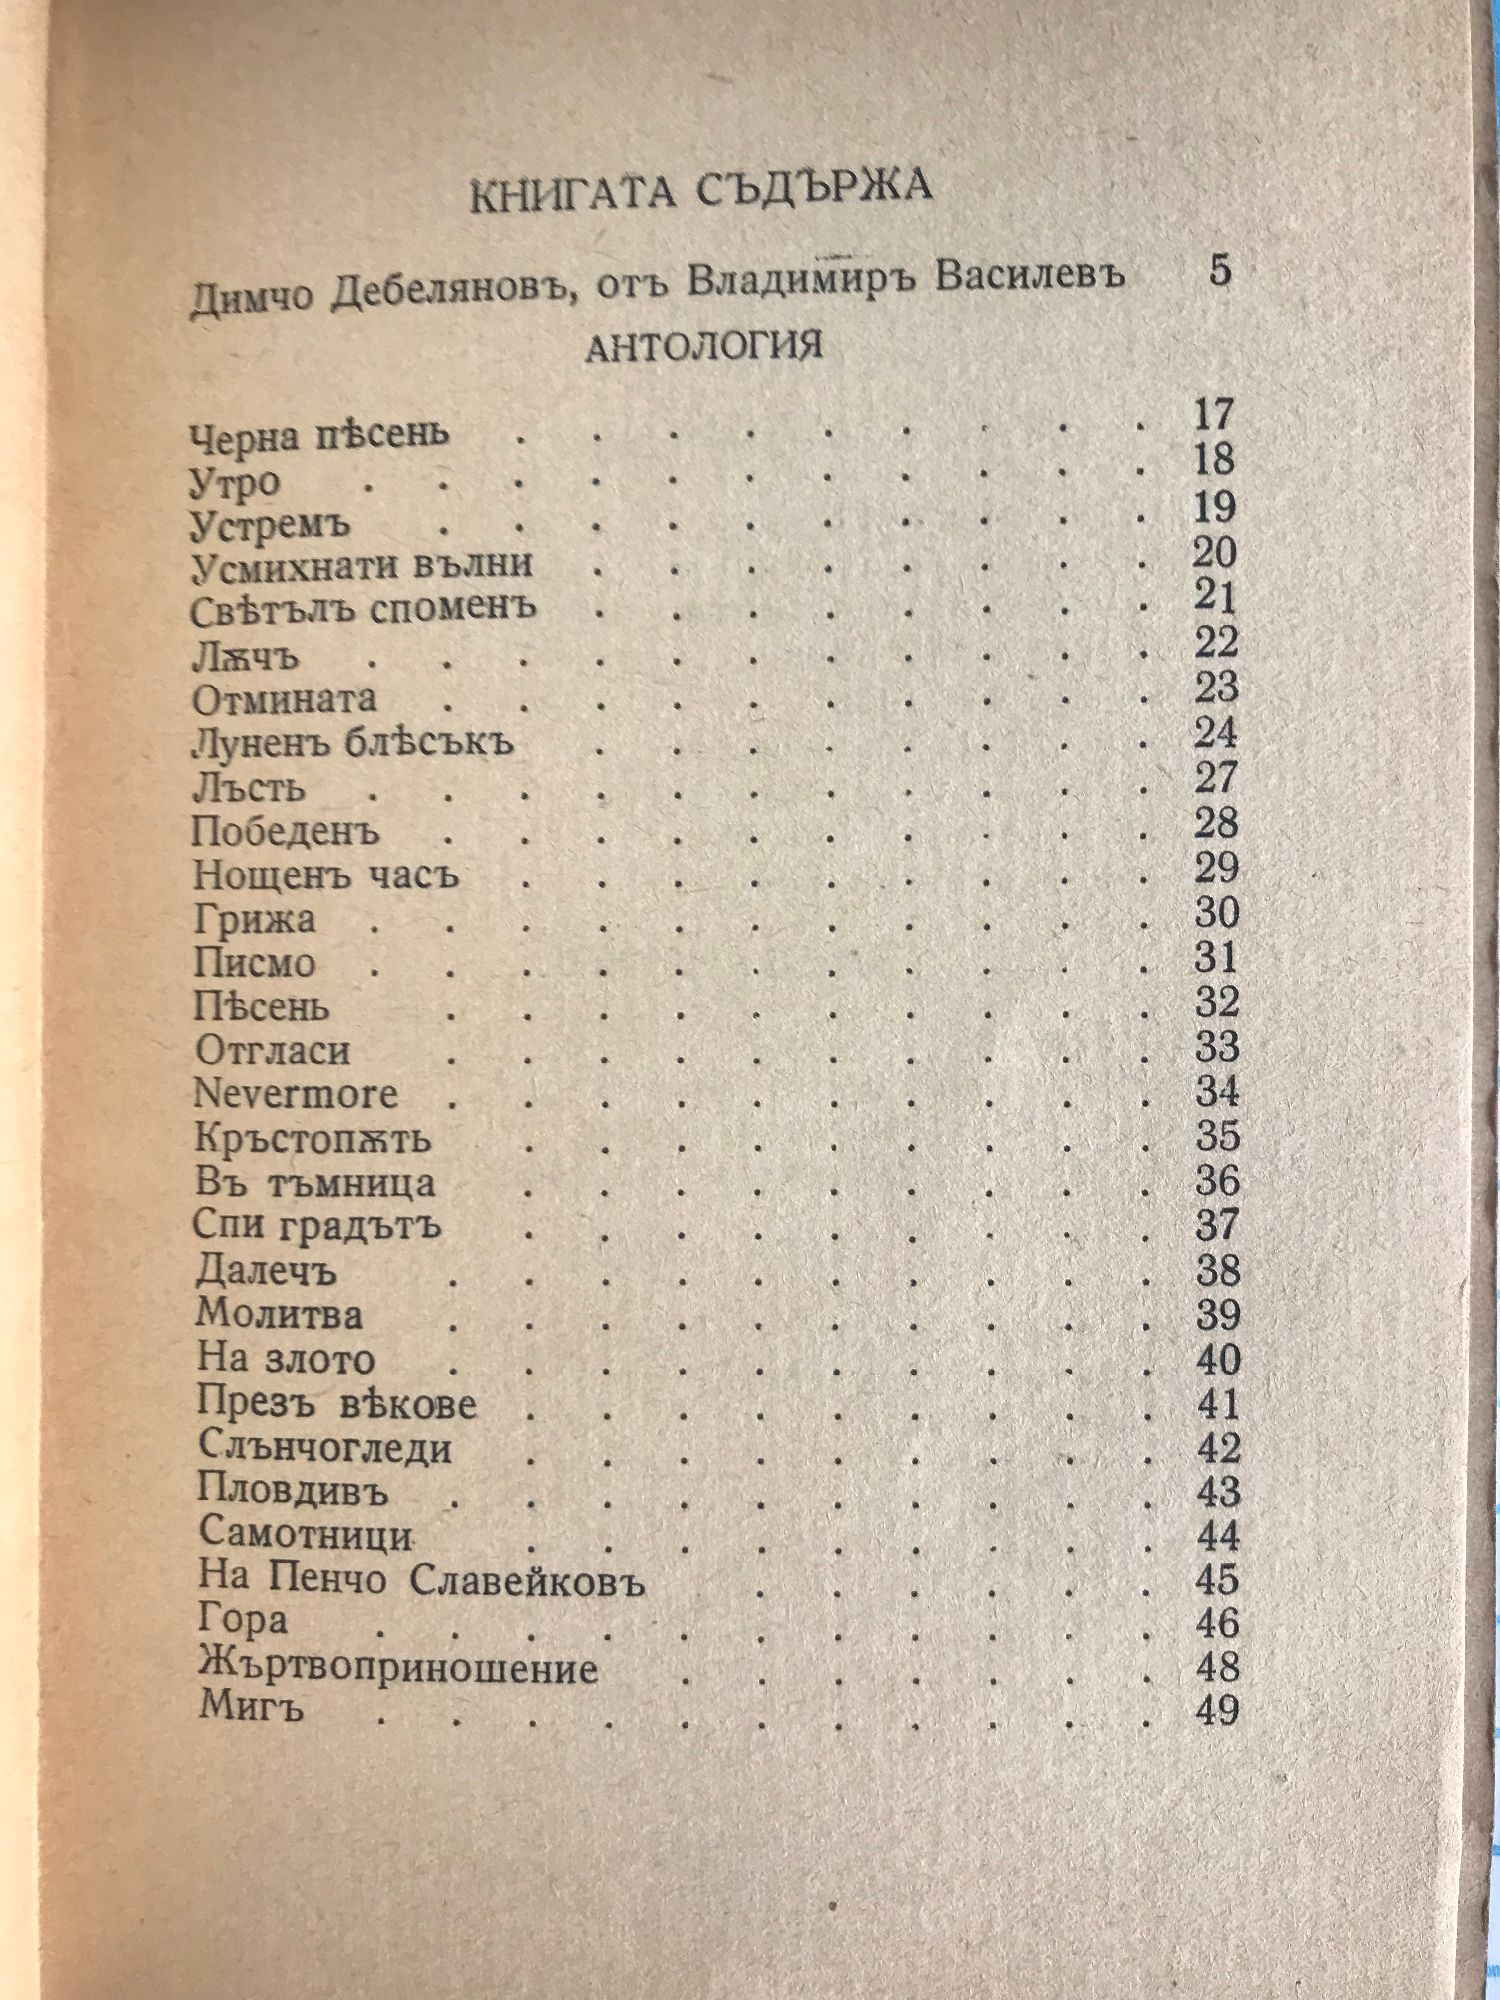 КНИГАТА СЪДЪРЖА
Димчо Дебеляновъ, отъ Владимиръ Василевъ 5
АНТОЛОГИЯ
Черна пѣсень . . . . . . . . . 17
Утро . . . . . . . . . . . 18
Устремъ . . . . . . . . . . 19
Усмихнати вълни . . . . . . . . 20
Свѣтълъ споменъ . . . . . . . . 21
Лѫчъ . . . . . . . . . . . 22
Отмината . . . . . . . . . . 23
Луненъ блѣсъкъ . . . . . . . . 24
Лъсть . . . . . . . . . . . 27
Победенъ . . . . . . . . . . 28
Нощенъ часъ . . . . . . . . . 29
Грижа . . . . . . . . . . . 30
Писмо . . . . . . . . . . . 31
Пѣсень . . . . . . . . . . 32
Отгласи . . . . . . . . . . 33
Nevermore . . . . . . . . . . 34
Кръстопѫть . . . . . . . . . 35
Въ тъмница . . . . . . . . . 36
Спи градътъ . . . . . . . . . 37
Далечъ . . . . . . . . . . 38
Молитва . . . . . . . . . . 39
На злото . . . . . . . . . . 40
Презъ вѣкове . . . . . . . . . 41
Слънчогледи . . . . . . . . . 42
Пловдивъ . . . . . . . . . . 43
Самотници . . . . . . . . . 44
На Пенчо Славейковъ . . . . . . 45
Гора . . . . . . . . . . . 46
Жъртвоприношение . . . . . . . 48
Мигъ . . . . . . . . . . . 49